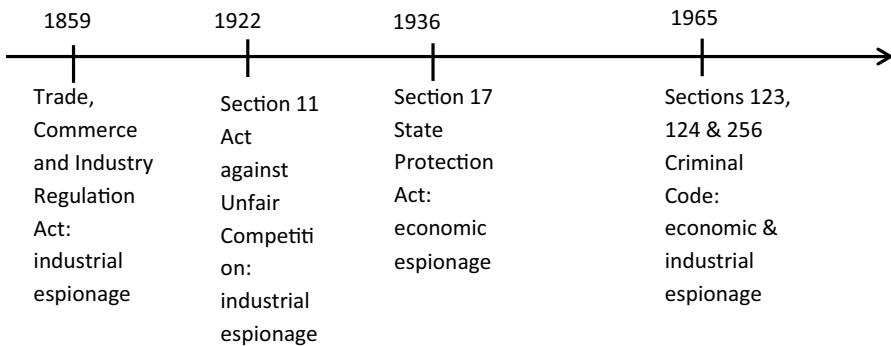 1859
1922
1936
1965
Trade,
Commerce
and Industry
Regulation
Act:
industrial
espionage
Section 11
Act
against
Unfair
Competiti
on:
industrial
espionage
Section 17
State
Protection
Act:
economic
espionage
Sections 123,
124 & 256
Criminal
Code:
economic &
industrial
espionage